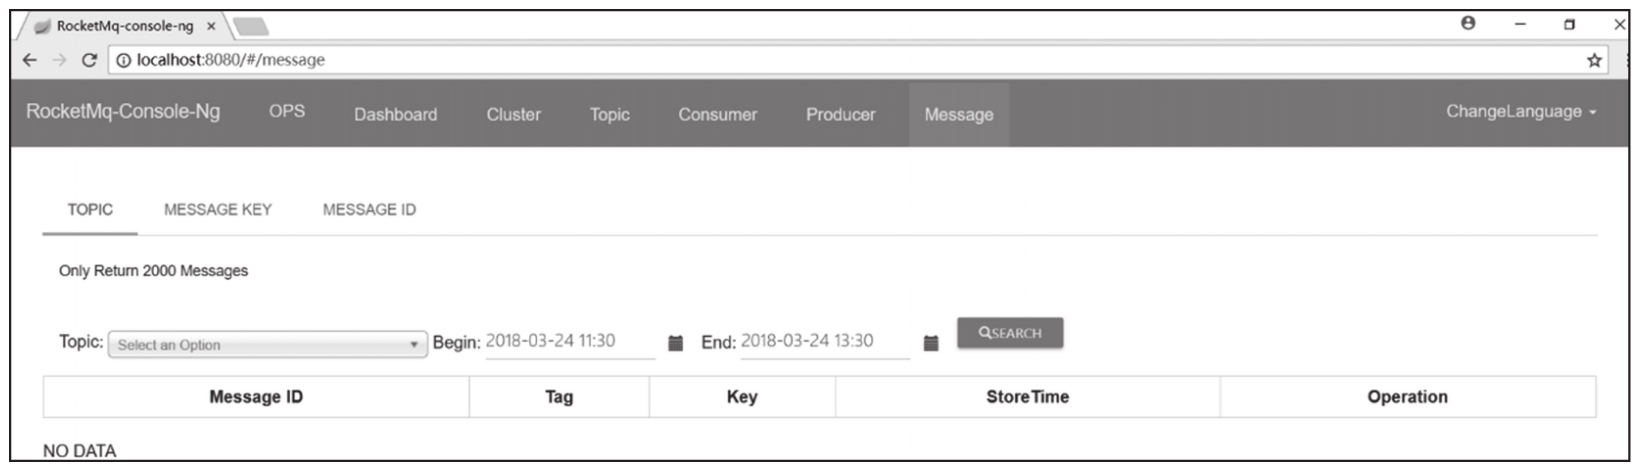 RocketMq-console-ng
localhost:8080/#/message
RocketMq-Console-Ng OPS Dashboard Cluster Topic Consumer Producer Message ChangeLanguage
TOPIC MESSAGE KEY MESSAGE ID
Only Return 2000 Messages
Topic: Select an Option Begin: 2018-03-24 11:30 End: 2018-03-24 13:30 SEARCH
Message ID Tag Key StoreTime Operation
NO DATA